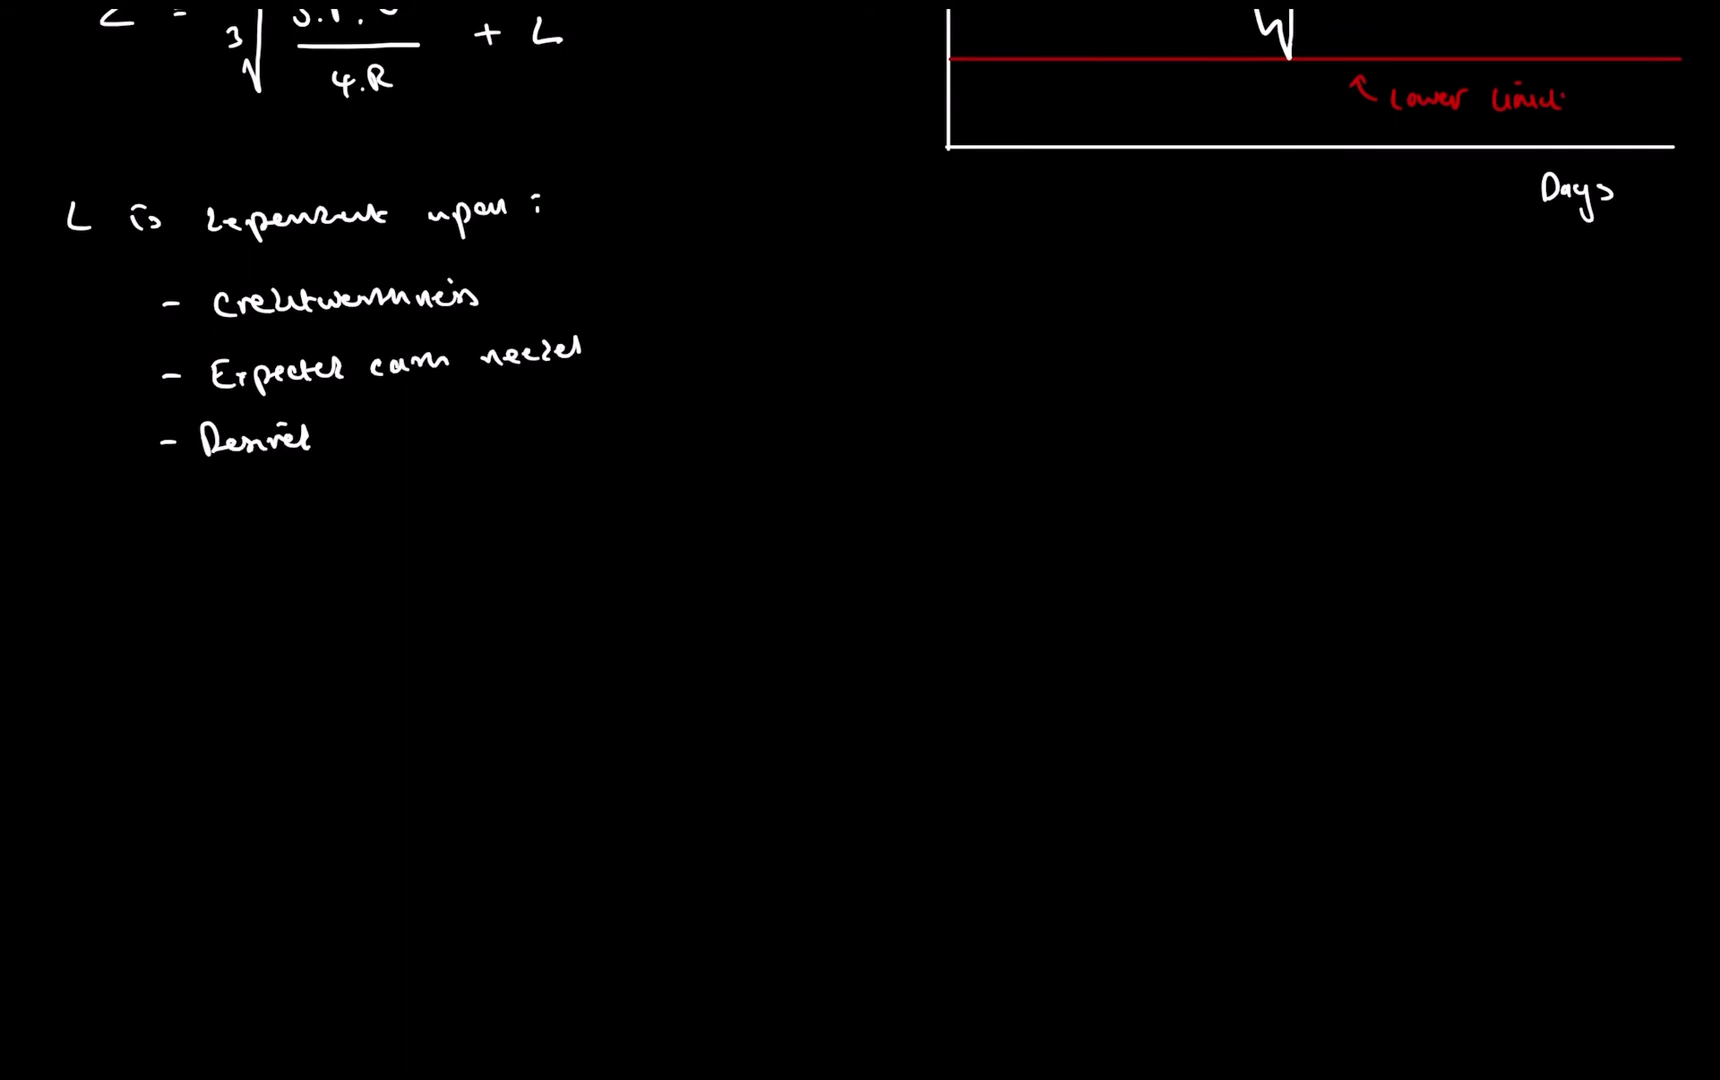 3√ 3.T.σ / 4.R + L
Lower limit
Days
L is dependent upon :
- Creditworthiness
- Expected cash needed
- Desired